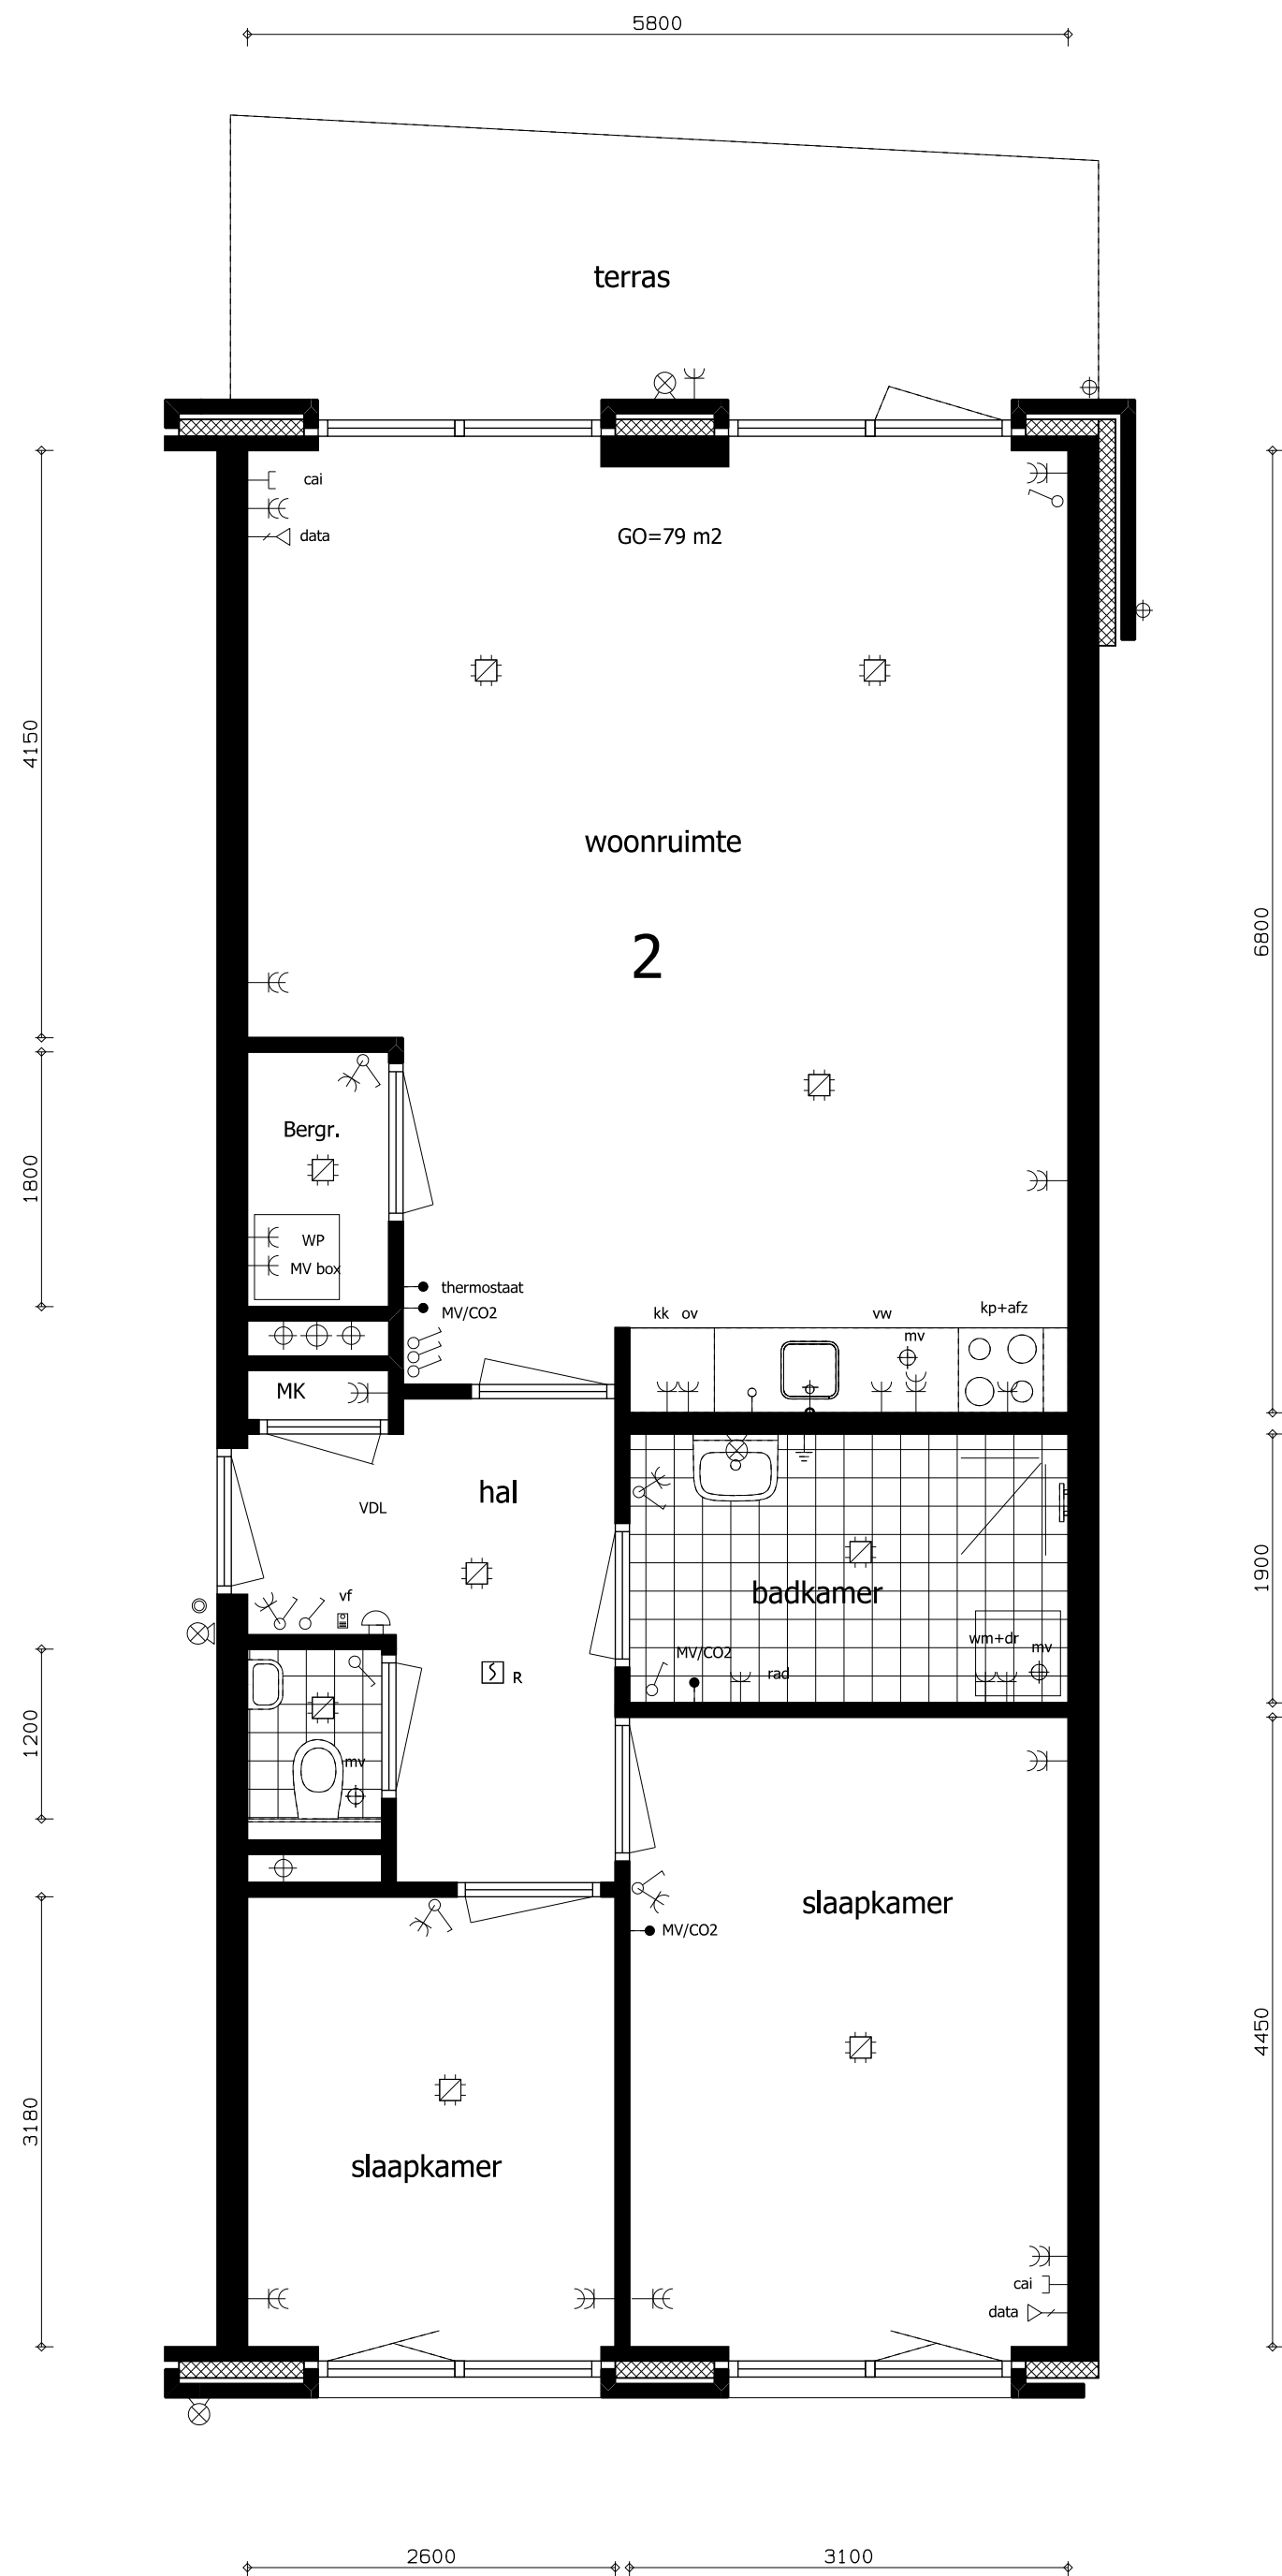 5800
terras
cai
data
GO=79 m2
4150
woonruimte
2
6800
Bergr.
1800
WP
MV box
thermostaat
MV/CO2
kk ov vw kp+afz
mv
MK
hal
VDL
1900
badkamer
vf
wm+dr
mv
MV/CO2
rad
R
1200
mv
slaapkamer
MV/CO2
4450
3180
slaapkamer
cai
data
2600 3100